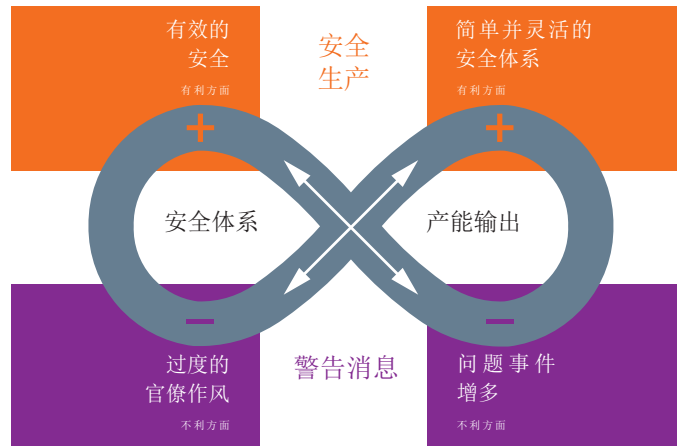 有效的
安全
有利方面
安全
生产
简单并灵活的
安全体系
有利方面
+
+
安全体系
产能输出
−
−
过度的
官僚作风
不利方面
警告消息
问题事件
增多
不利方面